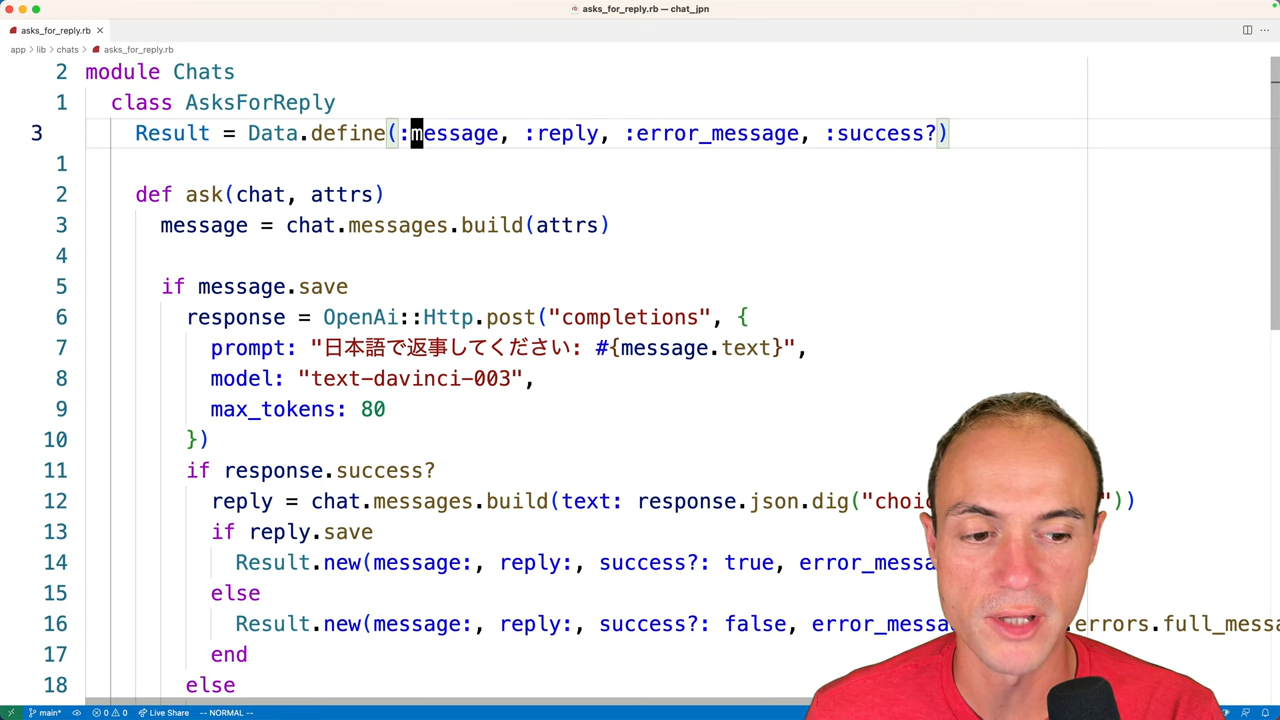 asks_for_reply.rb — chat_jpn
asks_for_reply.rb
app > lib > chats > asks_for_reply.rb
2 module Chats
1 class AsksForReply
3 Result = Data.define(:message, :reply, :error_message, :success?)
1
2 def ask(chat, attrs)
3 message = chat.messages.build(attrs)
4
5 if message.save
6 response = OpenAi::Http.post("completions", {
7 prompt: "日本語で返事してください: #{message.text}",
8 model: "text-davinci-003",
9 max_tokens: 80
10 })
11 if response.success?
12 reply = chat.messages.build(text: response.json.dig( "))
13 if reply.save
14 Result.new(message:, reply:, success?: true,
15 else
16 Result.new(message:, reply:, success?: false, .errors.
17 end
18 else
main* 0 0 Live Share -- NORMAL --